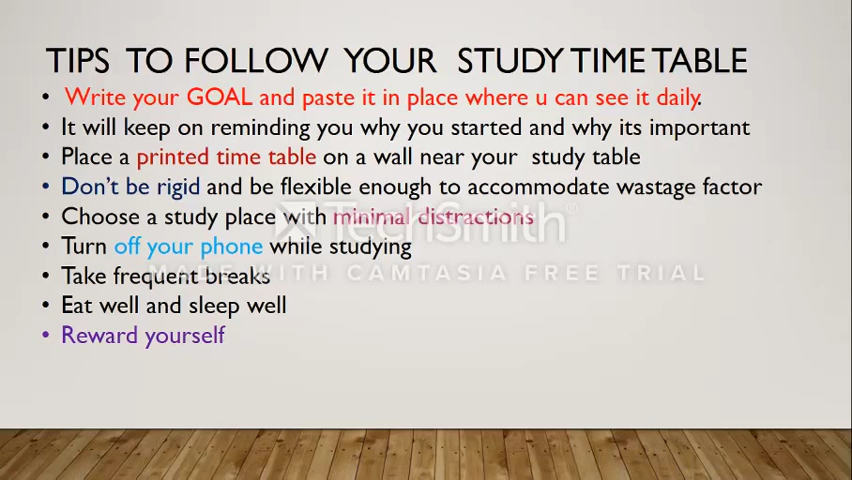 TIPS TO FOLLOW YOUR STUDY TIME TABLE
• Write your GOAL and paste it in place where u can see it daily.
• It will keep on reminding you why you started and why its important
• Place a printed time table on a wall near your study table
• Don't be rigid and be flexible enough to accommodate wastage factor
• Choose a study place with minimal distractions
TechSmith®
• Turn off your phone while studying
MADE WITH CAMTASIA FREE TRIAL
• Take frequent breaks
• Eat well and sleep well
• Reward yourself